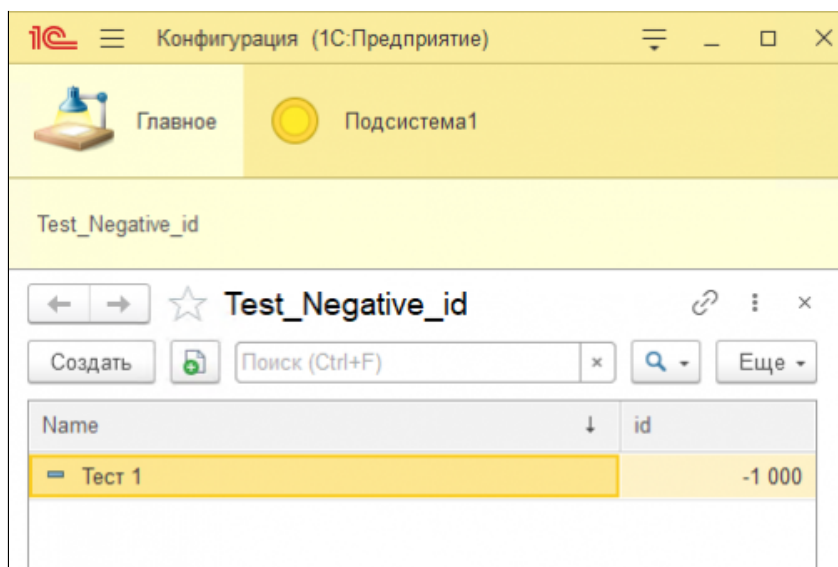 1С Конфигурация (1С:Предприятие)
Главное Подсистема1
Test_Negative_id
Test_Negative_id
Создать Поиск (Ctrl+F) Еще
Name id
Тест 1 -1 000